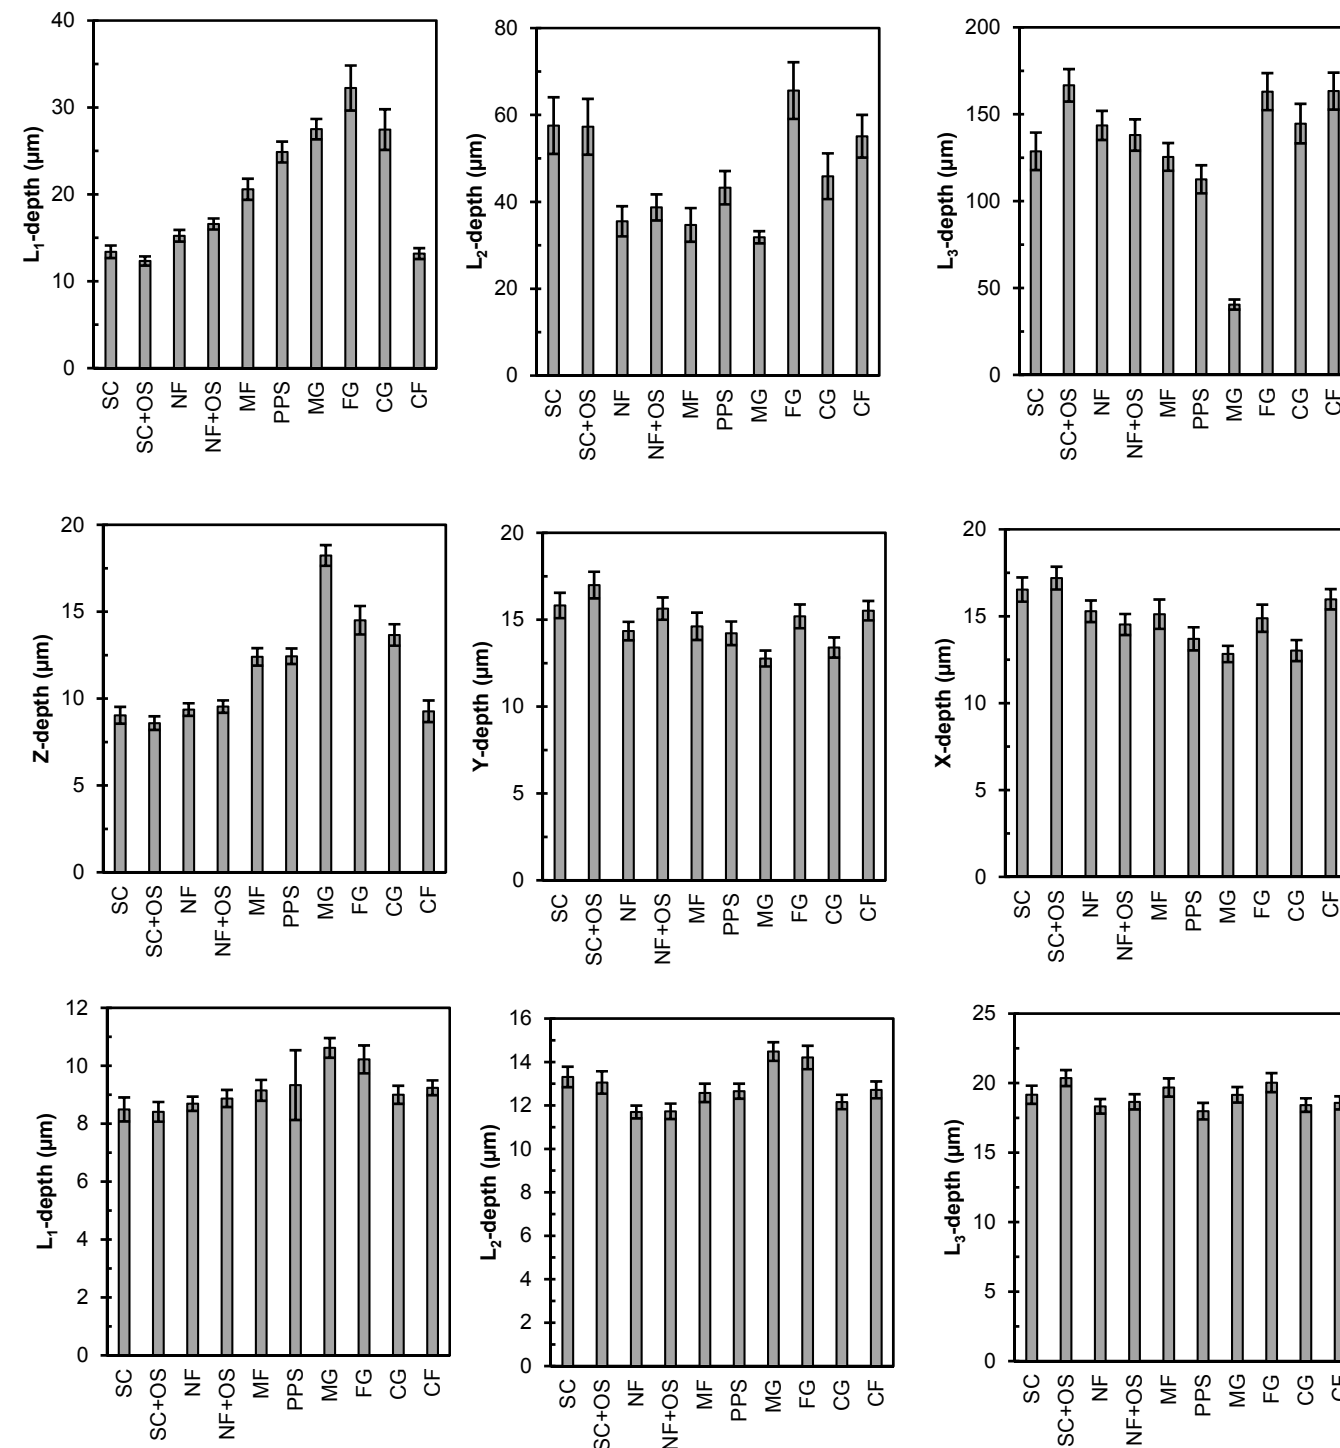 L1-depth (µm)
40
30
20
10
0
SC
SC+OS
NF
NF+OS
MF
PPS
MG
FG
CG
CF
L2-depth (µm)
80
60
40
20
0
SC
SC+OS
NF
NF+OS
MF
PPS
MG
FG
CG
CF
L3-depth (µm)
200
150
100
50
0
SC
SC+OS
NF
NF+OS
MF
PPS
MG
FG
CG
CF
Z-depth (µm)
20
15
10
5
0
SC
SC+OS
NF
NF+OS
MF
PPS
MG
FG
CG
CF
Y-depth (µm)
20
15
10
5
0
SC
SC+OS
NF
NF+OS
MF
PPS
MG
FG
CG
CF
X-depth (µm)
20
15
10
5
0
SC
SC+OS
NF
NF+OS
MF
PPS
MG
FG
CG
CF
L1-depth (µm)
12
10
8
6
4
2
0
SC
SC+OS
NF
NF+OS
MF
PPS
MG
FG
CG
CF
L2-depth (µm)
16
14
12
10
8
6
4
2
0
SC
SC+OS
NF
NF+OS
MF
PPS
MG
FG
CG
CF
L3-depth (µm)
25
20
15
10
5
0
SC
SC+OS
NF
NF+OS
MF
PPS
MG
FG
CG
CF